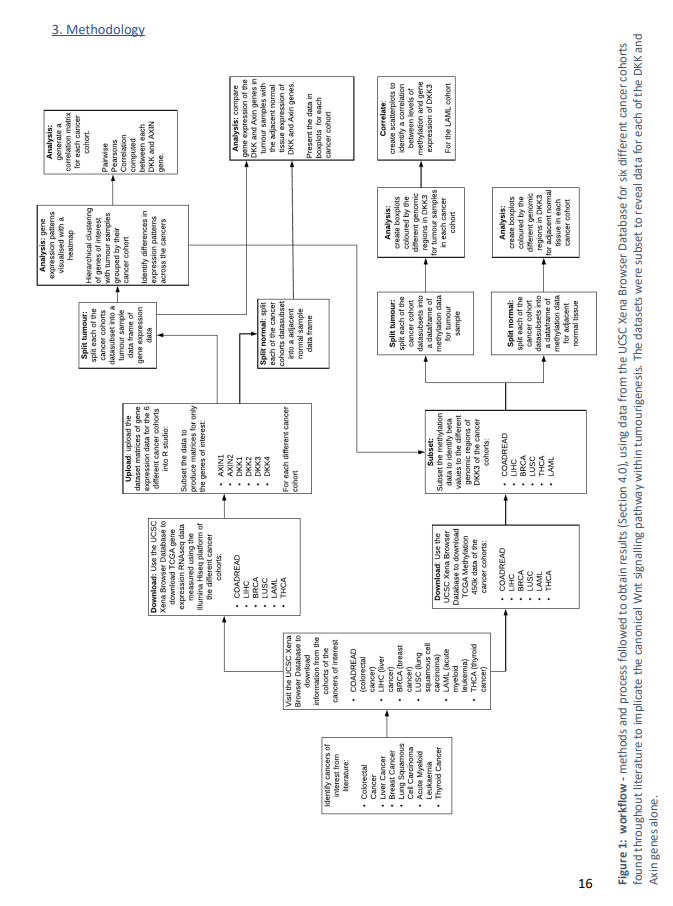 3. Methodology
Identify cancers of
interest from
literature:
• Colorectal
Cancer
• Liver Cancer
• Breast Cancer
• Lung Squamous
Cell Carcinoma
• Acute Myeloid
Leukaemia
• Thyroid Cancer
Visit the UCSC Xena
Browser Database to
download
information from the
cohorts of the
cancers of interest
• COADREAD
(colorectal
cancer)
• LIHC (liver
cancer)
• BRCA (breast
cancer)
• LUSC (lung
squamous cell
carcinoma)
• LAML (acute
myeloid
leukemia)
• THCA (thyroid
cancer)
Download: Use the UCSC
Xena Browser Database to
download TCGA gene
expression RNAseq data
measured using the
Illumina Hiseq platform of
the different cancer
cohorts:
• COADREAD
• LIHC
• BRCA
• LUSC
• LAML
• THCA
Upload: upload the
dataset matrices of gene
expression data for the 6
different cancer cohorts
into R studio:
Subset the data to
produce matrices for only
the genes of interest:
• AXIN1
• AXIN2
• DKK1
• DKK2
• DKK3
• DKK4
For each different cancer
cohort
Split tumour:
split each of the
cancer cohorts
datasubset into a
tumour sample
data frame of
gene expression
data
Split normal: split
each of the cancer
cohorts datasubset
into a adjacent
normal sample
data frame
Analysis: gene
expression patterns
visualised with a
heatmap
Hierarchical clustering
of genes of interest
with tumour samples
grouped by their
cancer cohort
Identify differences in
expression patterns
across the cancers
Analysis:
generate a
correlation matrix
for each cancer
cohort.
Pairwise
Pearsons
Correlation
computed
between each
DKK and AXIN
gene.
Analysis: compare
gene expression of the
DKK and Axin genes in
tumour samples with
the adjacent normal
tissue expression of
DKK and Axin genes.
Present the data in
boxplots for each
cancer cohort
Download: Use the
UCSC Xena Browser
Database to download
TCGA Methylation
450k data of the
cancer cohorts:
• COADREAD
• LIHC
• BRCA
• LUSC
• LAML
• THCA
Subset:
Subset the methylation
data to identify beta
values to the different
genomic regions of
DKK3 of the cancer
cohorts:
• COADREAD
• LIHC
• BRCA
• LUSC
• THCA
• LAML
Split tumour:
split each of the
cancer cohort
datasubsets into
a dataframe of
methylation data
for tumour
sample
Split normal:
split each of the
cancer cohort
datasubsets into
a dataframe of
methylation data
for adjacent
normal tissue
Analysis:
create boxplots
coloured by the
different genomic
regions in DKK3
for tumour samples
in each cancer
cohort
Analysis:
create boxplots
coloured by the
different genomic
regions in DKK3
for adjacent normal
tissue in each
cancer cohort
Correlate:
create scatterplots to
identify a correlation
between levels of
methylation and gene
expression of DKK3
For the LAML cohort
Figure 1: workflow - methods and process followed to obtain results (Section 4.0), using data from the UCSC Xena Browser Database for six different cancer cohorts
found throughout literature to implicate the canonical Wnt signalling pathway within tumourigenesis. The datasets were subset to reveal data for each of the DKK and
Axin genes alone.
16